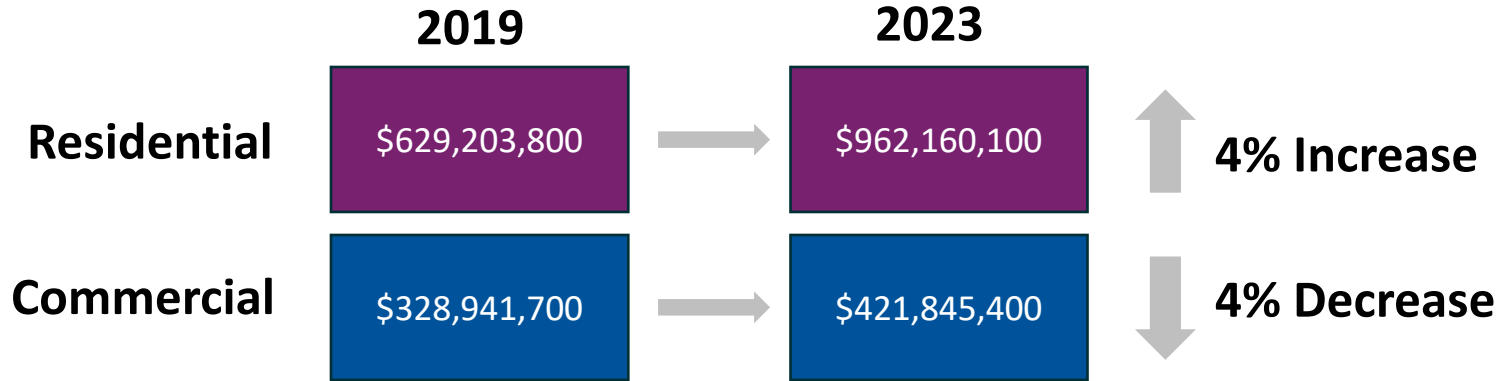 2019 2023
Residential $629,203,800 $962,160,100 4% Increase
Commercial $328,941,700 $421,845,400 4% Decrease